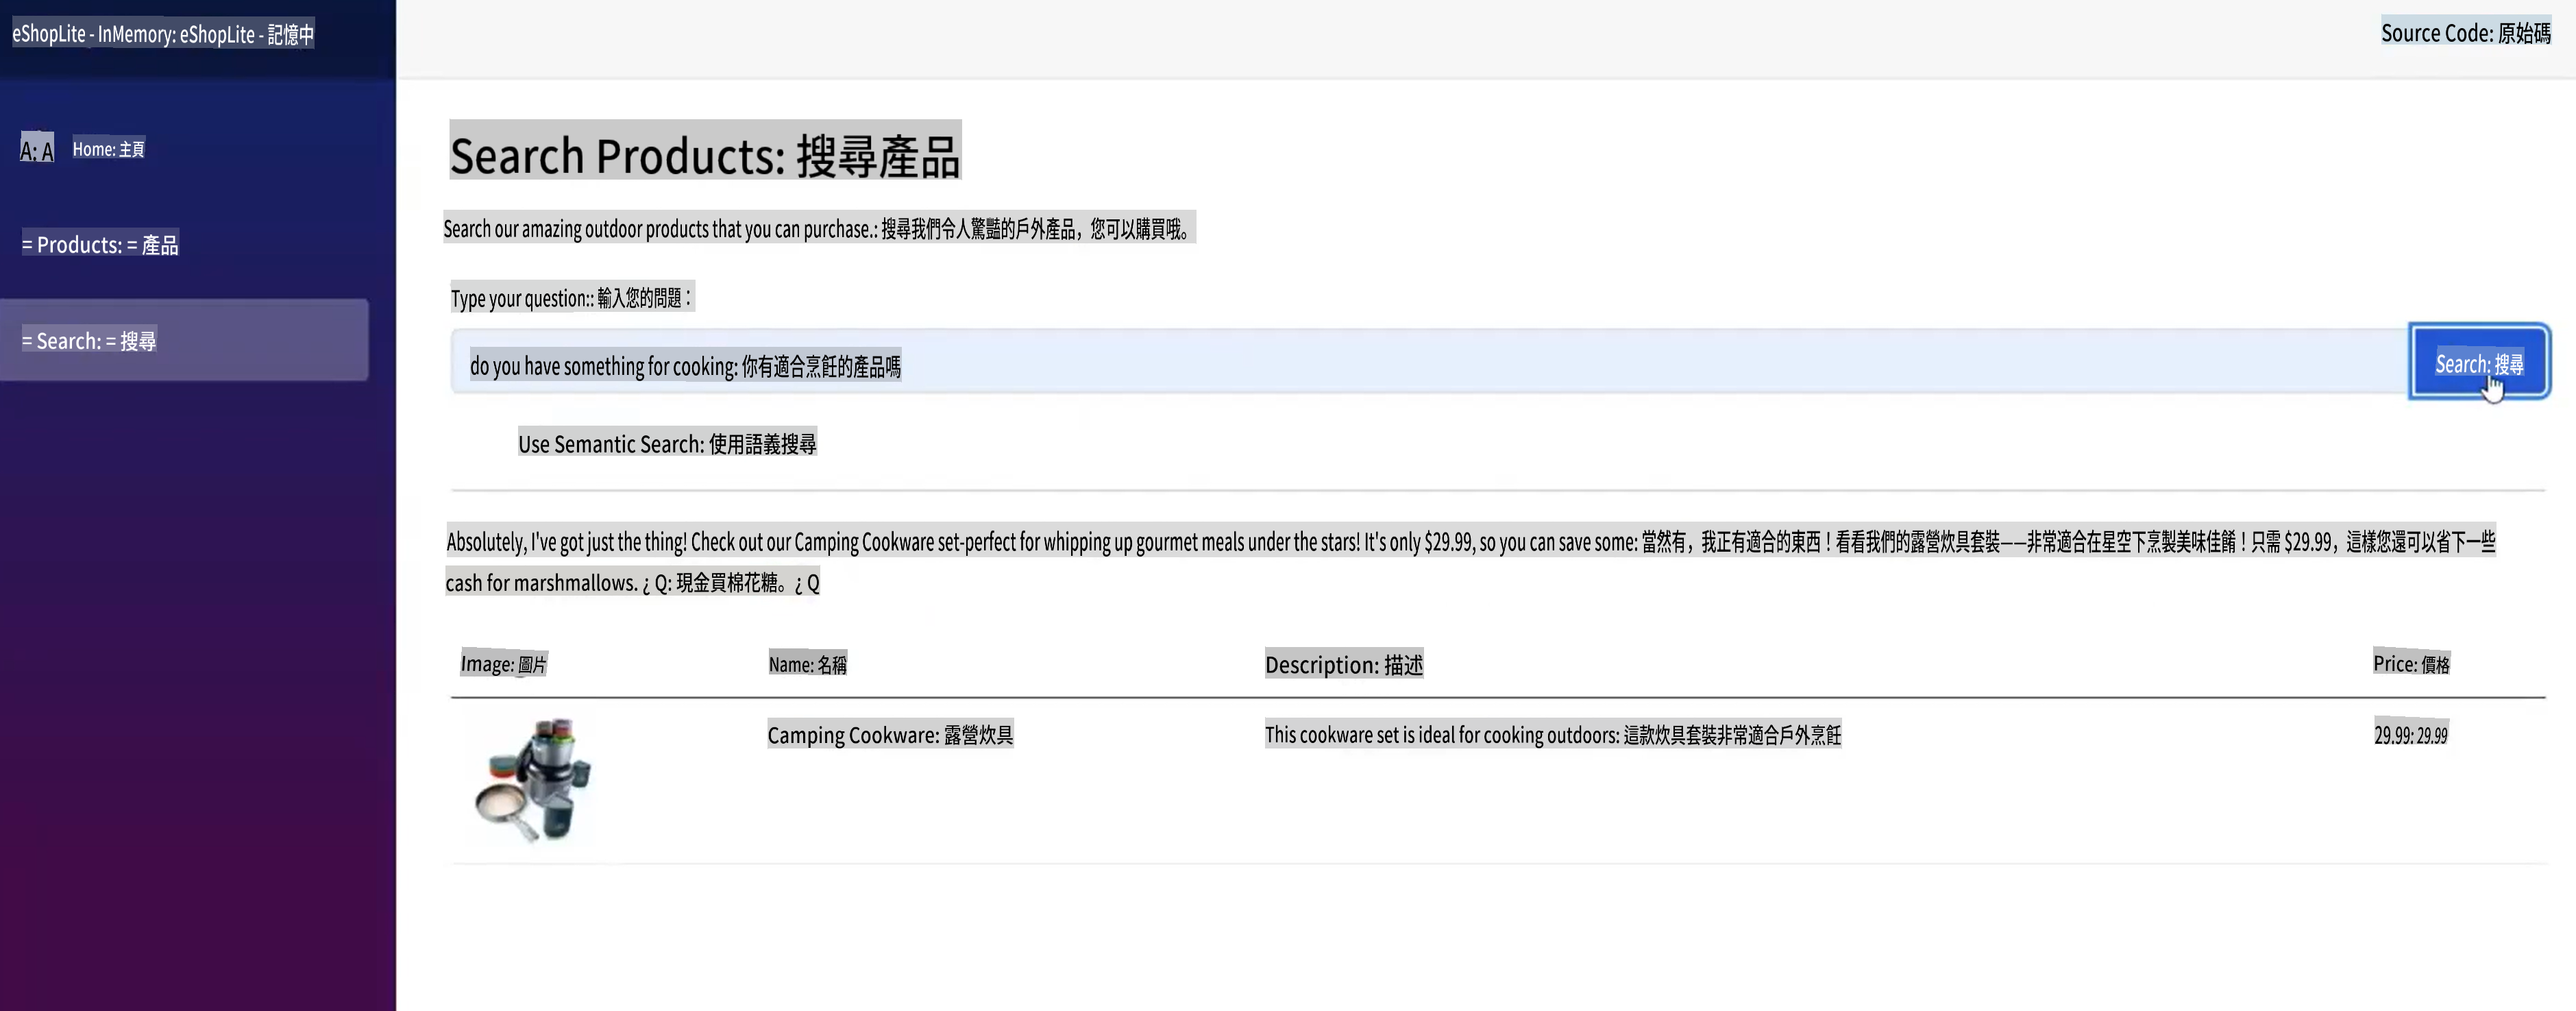 eShopLite - InMemory: eShopLite - 記憶中
Source Code: 原始碼
A: A Home: 主頁
= Products: = 產品
= Search: = 搜尋
Search Products: 搜尋產品
Search our amazing outdoor products that you can purchase.: 搜尋我們令人驚豔的戶外產品，您可以購買哦。
Type your question:: 輸入您的問題：
do you have something for cooking: 你有適合烹飪的產品嗎
Search: 搜尋
Use Semantic Search: 使用語義搜尋
Absolutely, I've got just the thing! Check out our Camping Cookware set-perfect for whipping up gourmet meals under the stars! It's only $29.99, so you can save some: 當然有，我正有適合的東西！看看我們的露營炊具套裝——非常適合在星空下烹製美味佳餚！只需 $29.99，這樣您還可以省下一些
cash for marshmallows. ¿ Q: 現金買棉花糖。¿ Q
Image: 圖片 Name: 名稱 Description: 描述 Price: 價格
Camping Cookware: 露營炊具 This cookware set is ideal for cooking outdoors: 這款炊具套裝非常適合戶外烹飪 29.99: 29.99